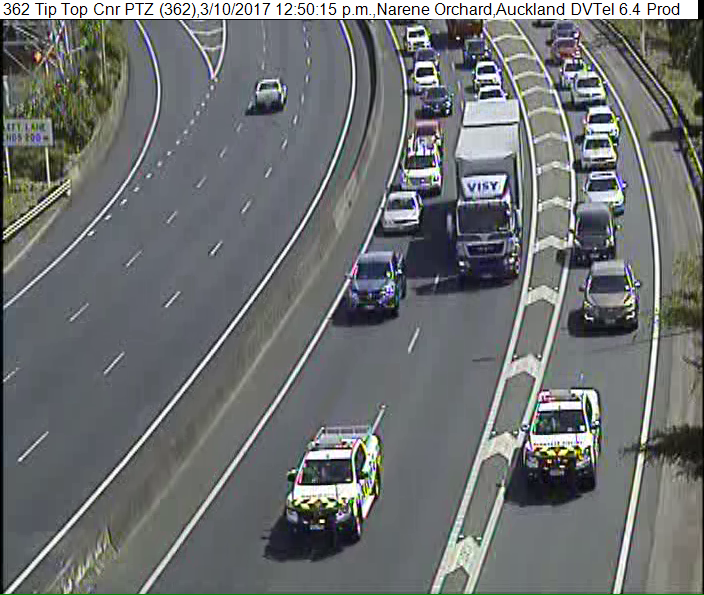 362 Tip Top Cnr PTZ (362),3/10/2017 12:50:15 p.m.,Narene Orchard,Auckland DVTel 6.4 Prod
VISY